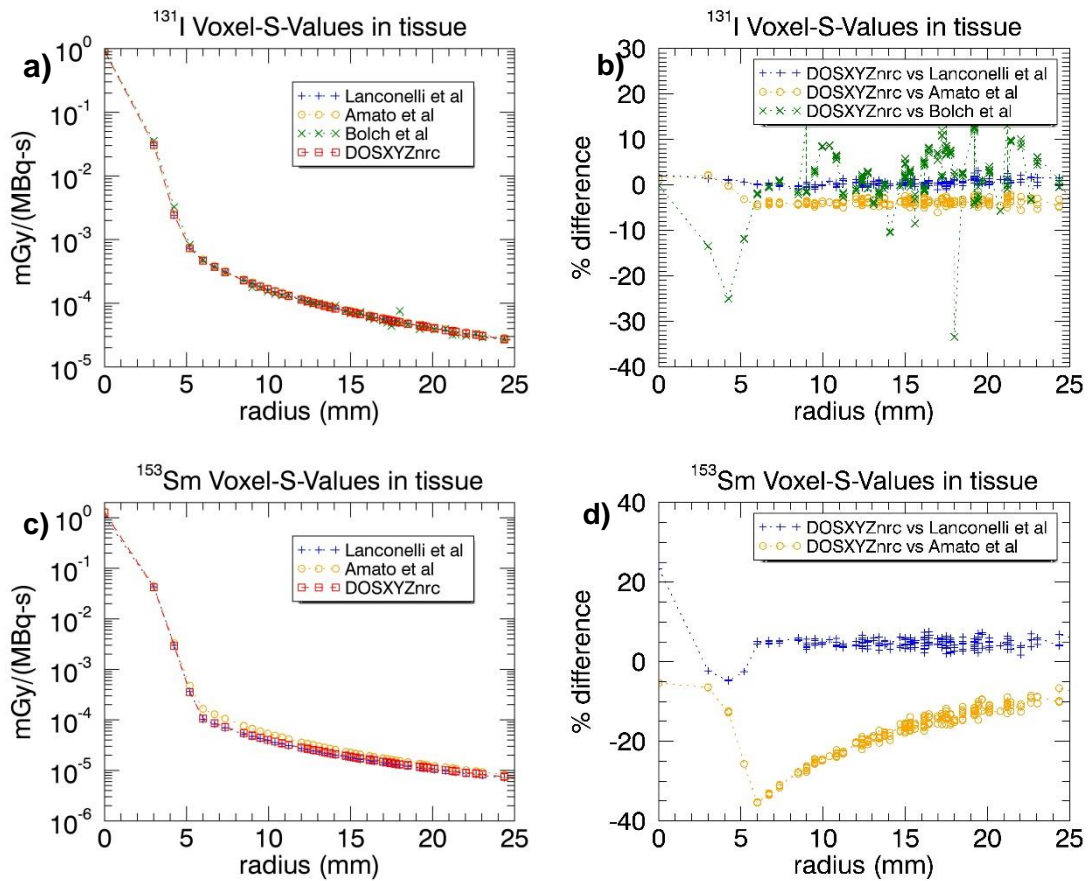 ¹³¹I Voxel-S-Values in tissue
a)
mGy/(MBq-s)
10⁰
10⁻¹
10⁻²
10⁻³
10⁻⁴
10⁻⁵
Lanconelli et al
Amato et al
Bolch et al
DOSXYZnrc
0 5 10 15 20 25
radius (mm)
¹³¹I Voxel-S-Values in tissue
b)
% difference
30
20
10
0
-10
-20
-30
-40
DOSXYZnrc vs Lanconelli et al
DOSXYZnrc vs Amato et al
DOSXYZnrc vs Bolch et al
0 5 10 15 20 25
radius (mm)
¹⁵³Sm Voxel-S-Values in tissue
c)
mGy/(MBq-s)
10⁰
10⁻¹
10⁻²
10⁻³
10⁻⁴
10⁻⁵
10⁻⁶
Lanconelli et al
Amato et al
DOSXYZnrc
0 5 10 15 20 25
radius (mm)
¹⁵³Sm Voxel-S-Values in tissue
d)
% difference
40
20
0
-20
-40
DOSXYZnrc vs Lanconelli et al
DOSXYZnrc vs Amato et al
0 5 10 15 20 25
radius (mm)